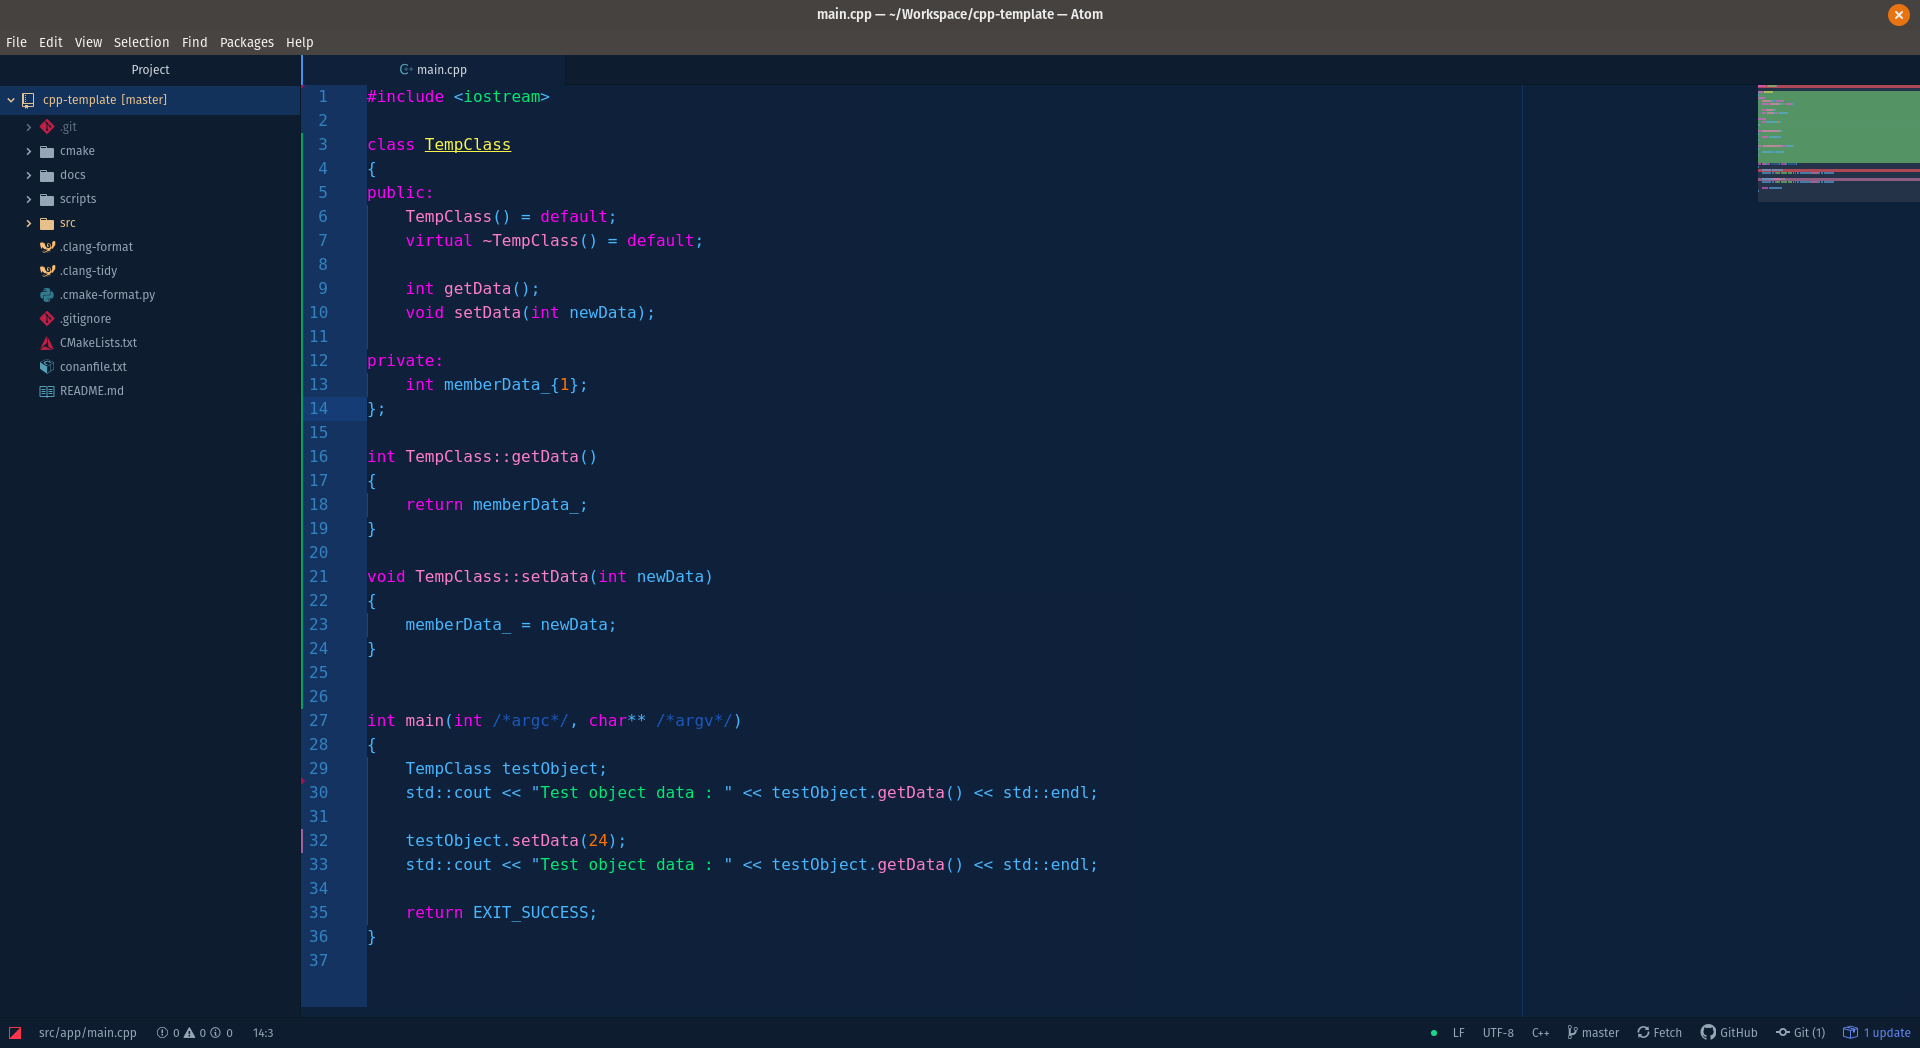 main.cpp — ~/Workspace/cpp-template — Atom
File Edit View Selection Find Packages Help
Project
cpp-template [master]
.git
cmake
docs
scripts
src
.clang-format
.clang-tidy
.cmake-format.py
.gitignore
CMakeLists.txt
conanfile.txt
README.md
main.cpp
1 #include <iostream>
2
3 class TempClass
4 {
5 public:
6     TempClass() = default;
7     virtual ~TempClass() = default;
8
9     int getData();
10     void setData(int newData);
11
12 private:
13     int memberData_{1};
14 };
15
16 int TempClass::getData()
17 {
18     return memberData_;
19 }
20
21 void TempClass::setData(int newData)
22 {
23     memberData_ = newData;
24 }
25
26
27 int main(int /*argc*/, char** /*argv*/)
28 {
29     TempClass testObject;
30     std::cout << "Test object data : " << testObject.getData() << std::endl;
31
32     testObject.setData(24);
33     std::cout << "Test object data : " << testObject.getData() << std::endl;
34
35     return EXIT_SUCCESS;
36 }
37
src/app/main.cpp 0 0 0 14:3 LF UTF-8 C++ master Fetch GitHub Git (1) 1 update